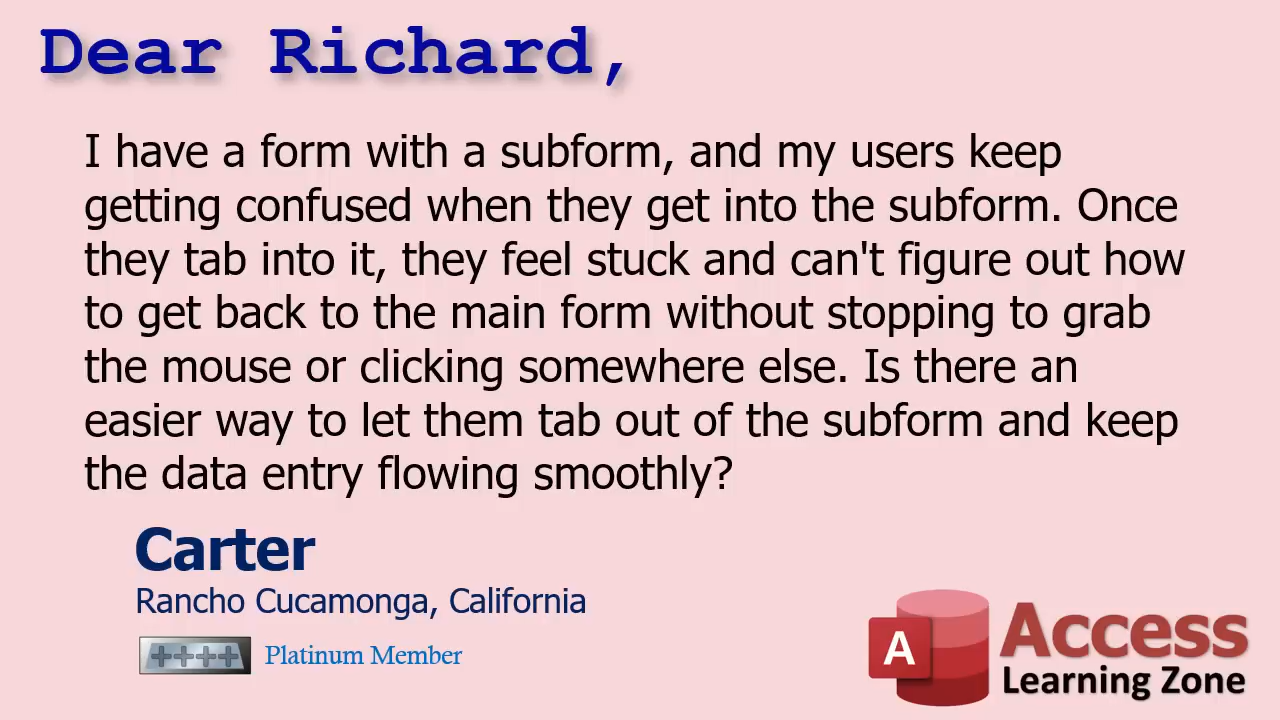 Dear Richard,
I have a form with a subform, and my users keep
getting confused when they get into the subform. Once
they tab into it, they feel stuck and can't figure out how
to get back to the main form without stopping to grab
the mouse or clicking somewhere else. Is there an
easier way to let them tab out of the subform and keep
the data entry flowing smoothly?
Carter
Rancho Cucamonga, California
Platinum Member
A
Access
Learning Zone